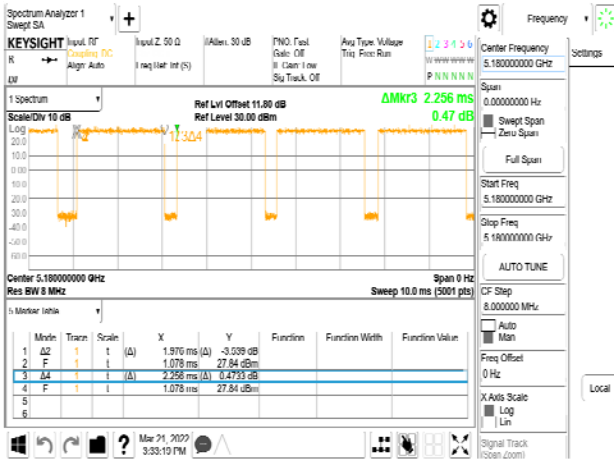 Spectrum Analyzer 1
Swept SA
Frequency
KEYSIGHT
Input: RF
Coupling: DC
Align: Auto
Input Z: 50 Ω
Freq Ref: Int (S)
#Atten: 30 dB
PNO: Fast
Gate: Off
IF Gain: Low
Sig Track: Off
Avg Type: Voltage
Trig: Free Run
1 2 3 4 5 6
W W W W W W
P N N N N N
Center Frequency
5.180000000 GHz
Settings
1 Spectrum
Scale/Div 10 dB
Ref Lvl Offset 11.80 dB
Ref Level 30.00 dBm
ΔMkr3 2.256 ms
0.47 dB
Log
Span
0.00000000 Hz
Swept Span
Zero Span
Full Span
Start Freq
5.180000000 GHz
Stop Freq
5.180000000 GHz
AUTO TUNE
20.0
10.0
0.00
-10.0
-20.0
-30.0
-40.0
-50.0
-60.0
Center 5.180000000 GHz
Res BW 8 MHz
Span 0 Hz
Sweep 10.0 ms (5001 pts)
CF Step
8.000000 MHz
Auto
Man
Freq Offset
0 Hz
X Axis Scale
Log
Lin
Local
Signal Track
(Span Zoom)
5 Marker Table
Mode Trace Scale X Y Function Function Width Function Value
1 Δ2 1 t (Δ) 1.976 ms (Δ) -3.539 dB
2 F 1 t 1.078 ms 27.84 dBm
3 Δ4 1 t (Δ) 2.256 ms (Δ) 0.4733 dB
4 F 1 t 1.078 ms 27.84 dBm
5
6
Mar 21, 2022
3:33:19 PM